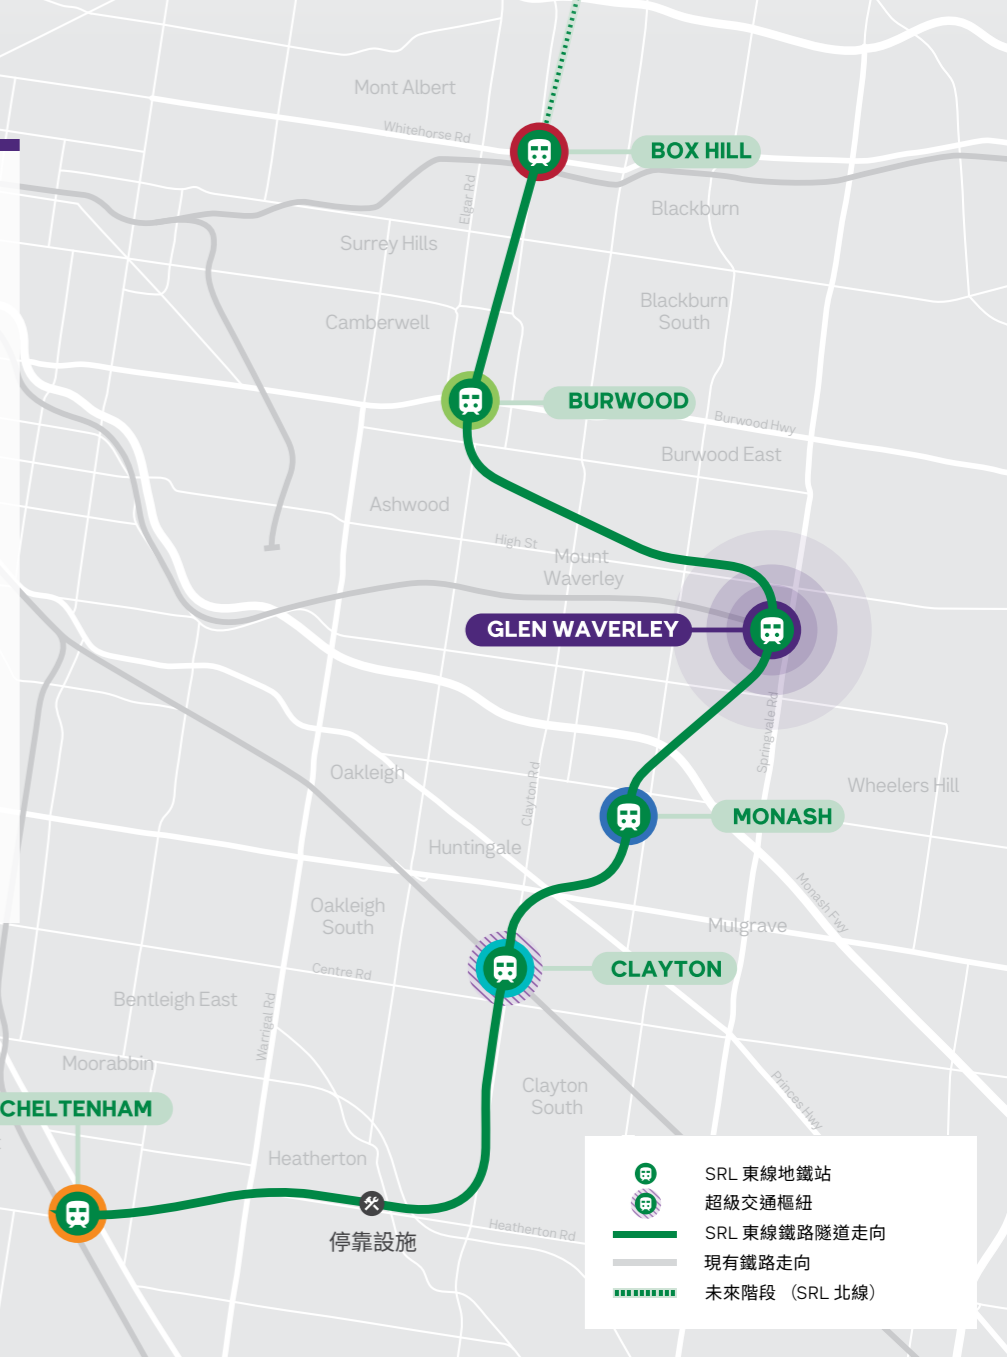 Mont Albert
Whitehorse Rd
BOX HILL
Elgar Rd
Blackburn
Surrey Hills
Blackburn
South
Camberwell
BURWOOD
Burwood Hwy
Burwood East
Ashwood
High St
Mount
Waverley
GLEN WAVERLEY
Springvale Rd
Oakleigh
Clayton Rd
Wheelers Hill
MONASH
Huntingale
Monash Fwy
Oakleigh
South
Mulgrave
Centre Rd
CLAYTON
Bentleigh East
Warrigal Rd
Moorabbin
Clayton
South
Princes Hwy
CHELTENHAM
Heatherton
Heatherton Rd
停靠設施
SRL 東線地鐵站
超級交通樞紐
SRL 東線鐵路隧道走向
現有鐵路走向
未來階段 （SRL 北線）